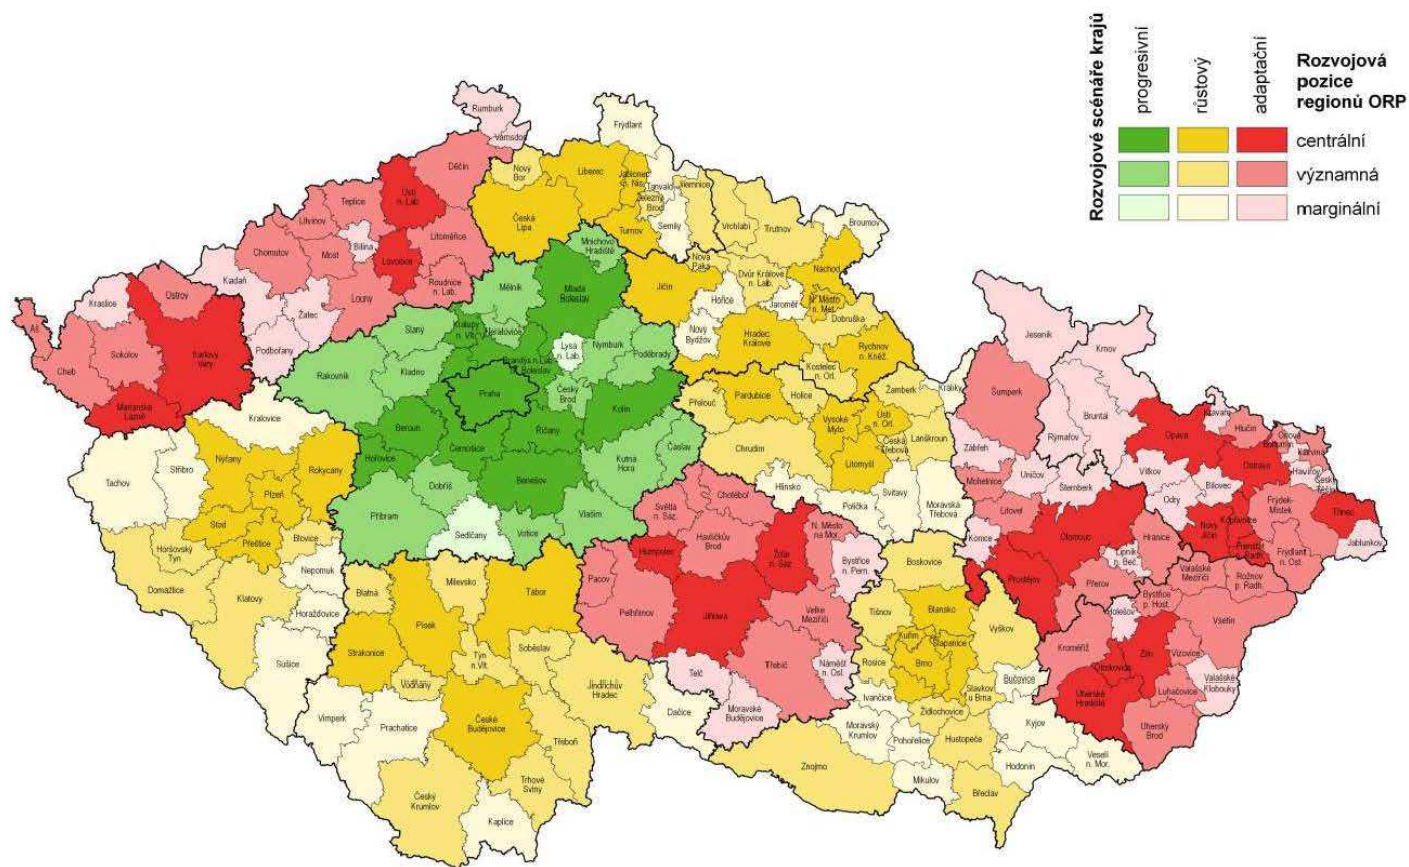 Rozvojové scénáře krajů
progresivní
růstový
adaptační
Rozvojová
pozice
regionů ORP
centrální
významná
marginální
Rumburk
Varnsdorf
Frýdlant
Děčín
Nový
Bor
Liberec
Jablonec
n. Nis.
Tanvald
Jilemnice
Železný
Brod
Semily
Turnov
Česká
Lípa
Ústí
n. Lab.
Teplice
Litvínov
Bílina
Most
Chomutov
Lovosice
Litoměřice
Roudnice
n. Lab.
Louny
Kadaň
Žatec
Podbořany
Kraslice
Ostrov
Aš
Cheb
Sokolov
Karlovy
Vary
Mariánské
Lázně
Vrchlabí
Trutnov
Broumov
Nová
Paka
Dvůr Králové
n. Lab.
Náchod
Jičín
Hořice
Jaroměř
N. Město
n. Met.
Dobruška
Nový
Bydžov
Hradec
Králové
Rychnov
n. Kněž.
Kostelec
n. Orl.
Mnichovo
Hradiště
Mladá
Boleslav
Mělník
Slaný
Kralupy
n. Vlt.
Neratovice
Lysá
n. Lab.
Nymburk
Poděbrady
Brandýs n. Lab.
Boleslav
Rakovník
Kladno
Praha
Český
Brod
Kolín
Beroun
Hořovice
Černošice
Říčany
Kutná
Hora
Čáslav
Benešov
Dobříš
Příbram
Sedlčany
Votice
Vlašim
Kralovice
Tachov
Stříbro
Nýřany
Plzeň
Rokycany
Stod
Přeštice
Blovice
Horšovský
Týn
Domažlice
Klatovy
Nepomuk
Horažďovice
Sušice
Blatná
Milevsko
Tábor
Písek
Strakonice
Týn
n. Vlt.
Soběslav
Vodňany
Jindřichův
Hradec
Vimperk
Prachatice
České
Budějovice
Dačice
Třeboň
Trhové
Sviny
Český
Krumlov
Kaplice
Přelouč
Pardubice
Holice
Žamberk
Králíky
Vysoké
Mýto
Ústí
n. Orl.
Česká
Třebová
Lanškroun
Chrudim
Litomyšl
Hlinsko
Polička
Svitavy
Moravská
Třebová
Světlá
n. Sáz.
Chotěboř
Havlíčkův
Brod
Humpolec
Žďár
n. Sáz.
N. Město
na Mor.
Bystřice
n. Pern.
Pacov
Pelhřimov
Jihlava
Velké
Meziříčí
Třebíč
Náměšť
n. Osl.
Telč
Moravské
Budějovice
Boskovice
Tišnov
Blansko
Vyškov
Kuřim
Šlapanice
Rosice
Brno
Slavkov
u Brna
Bučovice
Ivančice
Židlochovice
Moravský
Krumlov
Pohořelice
Hustopeče
Kyjov
Hodonín
Veselí
n. Mor.
Znojmo
Mikulov
Břeclav
Jeseník
Krnov
Šumperk
Bruntál
Rýmařov
Zábřeh
Uničov
Šternberk
Mohelnice
Litovel
Konice
Olomouc
Prostějov
Přerov
Lipník
n. Beč.
Hranice
Opava
Kravaře
Hlučín
Bohumín
Orlová
Karviná
Ostrava
Havířov
Český
Těšín
Vítkov
Bílovec
Odry
Nový
Jičín
Kopřivnice
Frýdek-
Místek
Třinec
Frenštát
p. Radh.
Frýdlant
n. Ost.
Jablunkov
Valašské
Meziříčí
Rožnov
p. Radh.
Bystřice
p. Host.
Holešov
Vsetín
Kroměříž
Zlín
Vizovice
Otrokovice
Valašské
Klobouky
Luhačovice
Uherské
Hradiště
Uherský
Brod